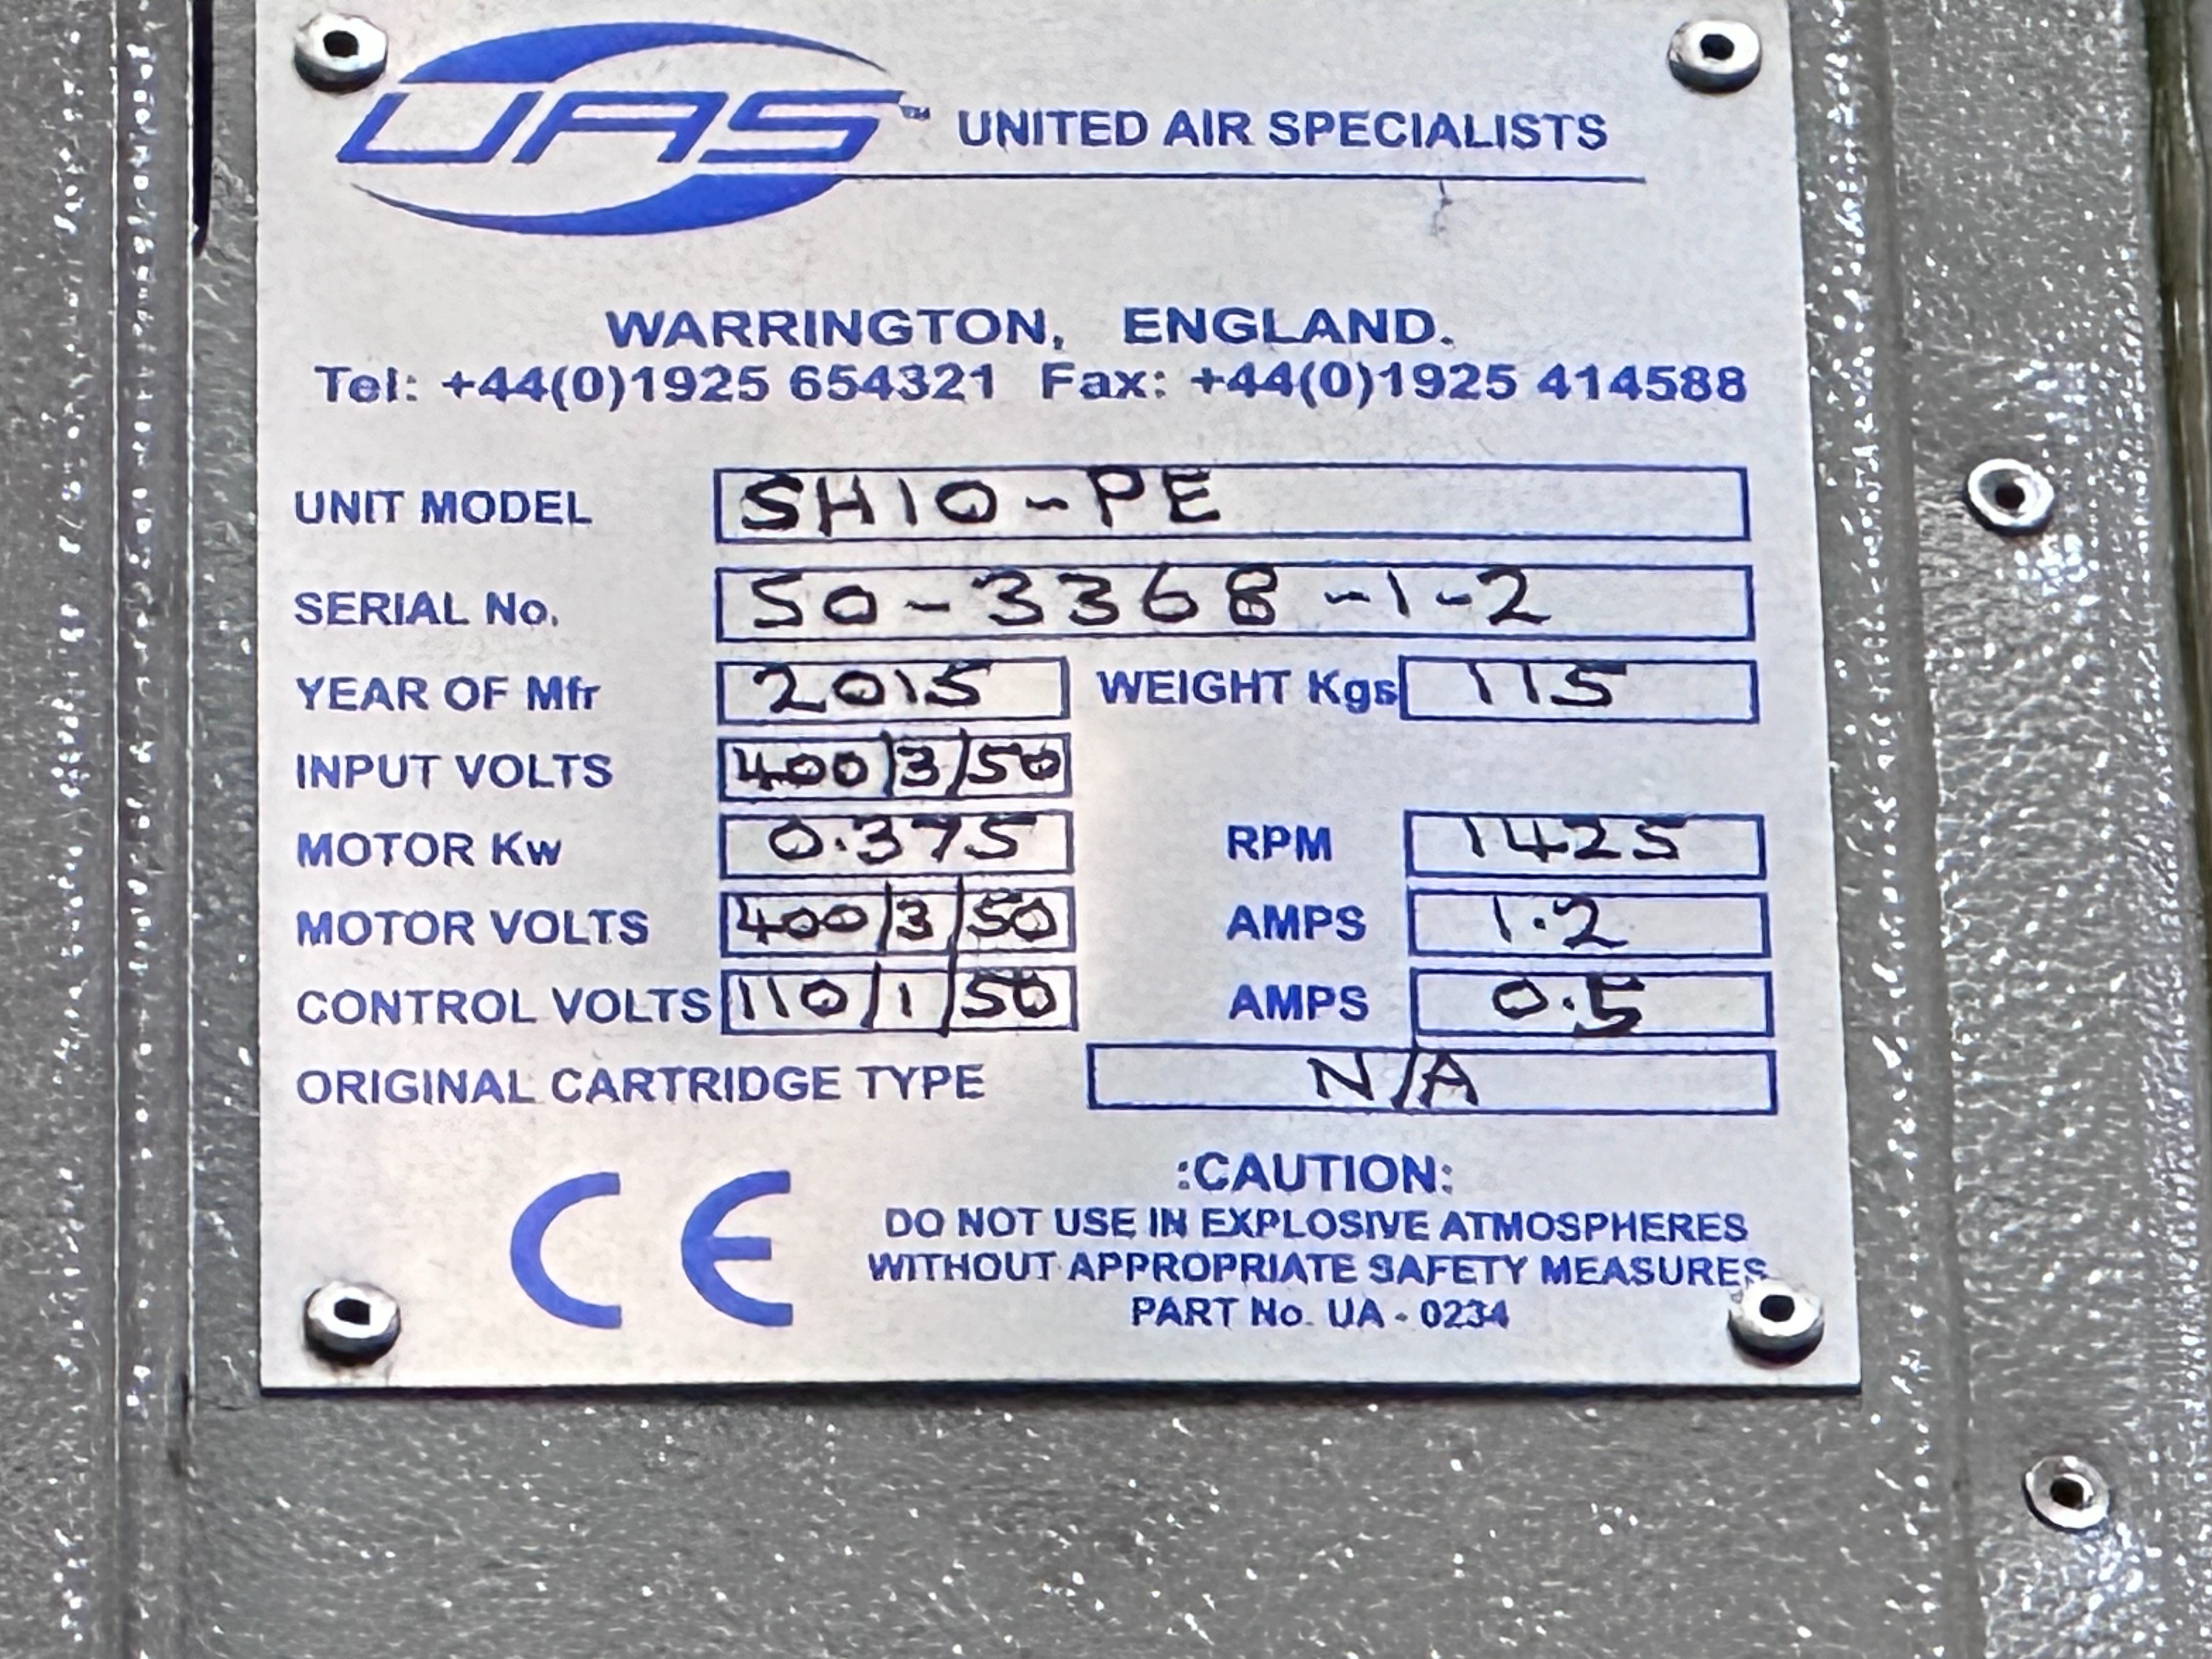 UAS™ UNITED AIR SPECIALISTS
WARRINGTON, ENGLAND.
Tel: +44(0)1925 654321 Fax: +44(0)1925 414588
UNIT MODEL SH10-PE
SERIAL No. 50-3368-1-2
YEAR OF Mfr 2015 WEIGHT Kgs 115
INPUT VOLTS 400/3/50
MOTOR Kw 0.375 RPM 1425
MOTOR VOLTS 400/3/50 AMPS 1.2
CONTROL VOLTS 110/1/50 AMPS 0.5
ORIGINAL CARTRIDGE TYPE N/A
CE
:CAUTION:
DO NOT USE IN EXPLOSIVE ATMOSPHERES
WITHOUT APPROPRIATE SAFETY MEASURES
PART No. UA - 0234